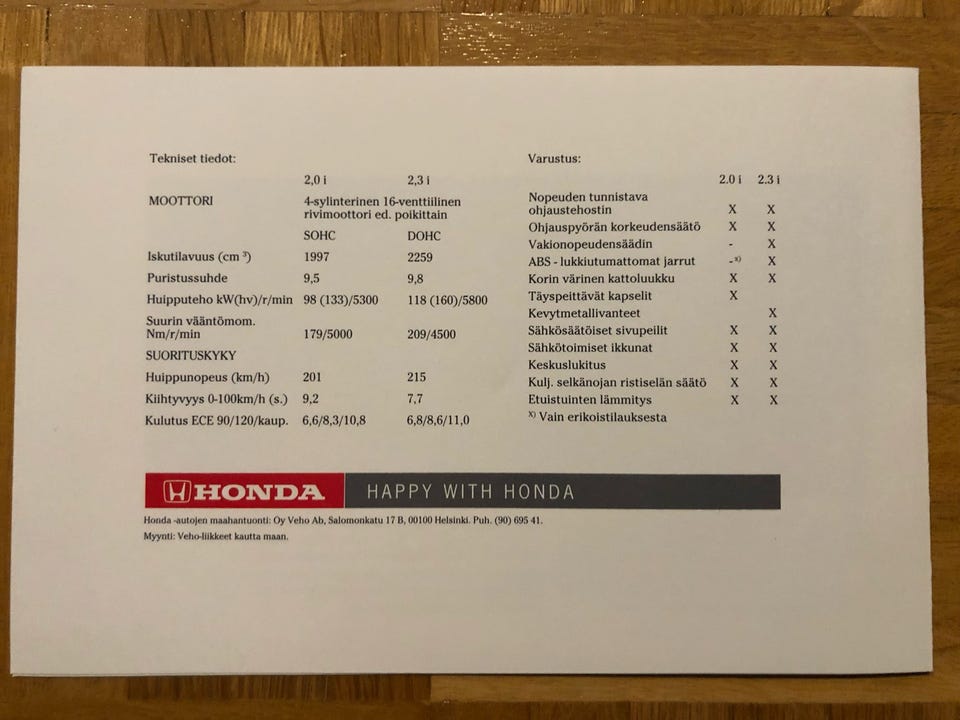 Tekniset tiedot:
2,0 i 2,3 i
MOOTTORI 4-sylinterinen 16-venttiilinen
rivimoottori ed. poikittain
SOHC DOHC
Iskutilavuus (cm ³) 1997 2259
Puristussuhde 9,5 9,8
Huipputeho kW(hv)/r/min 98 (133)/5300 118 (160)/5800
Suurin vääntömom.
Nm/r/min 179/5000 209/4500
SUORITUSKYKY
Huippunopeus (km/h) 201 215
Kiihtyvyys 0-100km/h (s.) 9,2 7,7
Kulutus ECE 90/120/kaup. 6,6/8,3/10,8 6,8/8,6/11,0
Varustus:
2.0 i 2.3 i
Nopeuden tunnistava
ohjaustehostin X X
Ohjauspyörän korkeudensäätö X X
Vakionopeudensäädin - X
ABS - lukkiutumattomat jarrut -ˣ⁾ X
Korin värinen kattoluukku X X
Täyspeittävät kapselit X
Kevytmetallivanteet X
Sähkösäätöiset sivupeilit X X
Sähkötoimiset ikkunat X X
Keskuslukitus X X
Kulj. selkänojan ristiselän säätö X X
Etuistuinten lämmitys X X
ˣ⁾ Vain erikoistilauksesta
HONDA HAPPY WITH HONDA
Honda -autojen maahantuonti: Oy Veho Ab, Salomonkatu 17 B, 00100 Helsinki. Puh. (90) 695 41.
Myynti: Veho-liikkeet kautta maan.